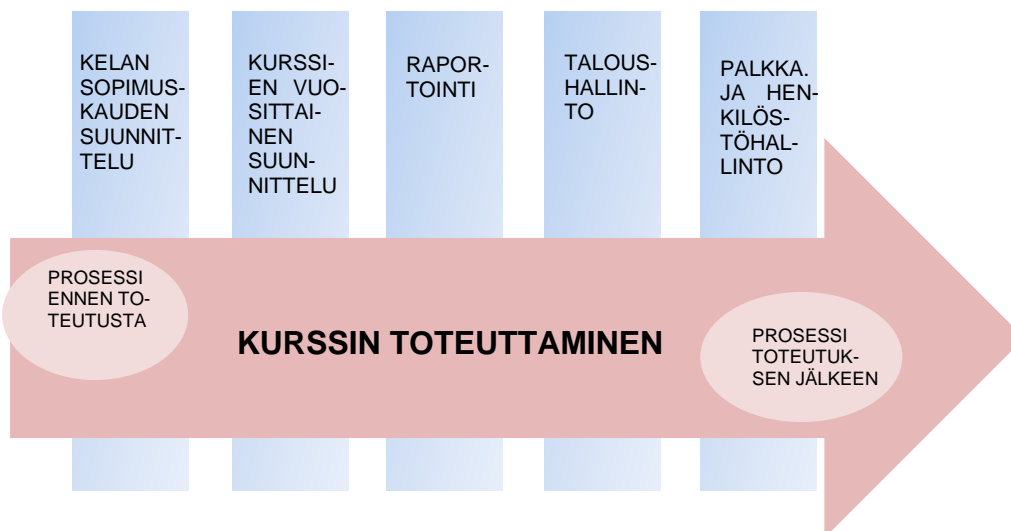 KELAN
SOPIMUS-
KAUDEN
SUUNNIT-
TELU
KURSSI-
EN VUO-
SITTAI-
NEN
SUUN-
NITTELU
RAPOR-
TOINTI
TALOUS-
HALLIN-
TO
PALKKA.
JA HEN-
KILÖS-
TÖHAL-
LINTO
PROSESSI
ENNEN TO-
TEUTUSTA
KURSSIN TOTEUTTAMINEN
PROSESSI
TOTEUTUK-
SEN JÄLKEEN